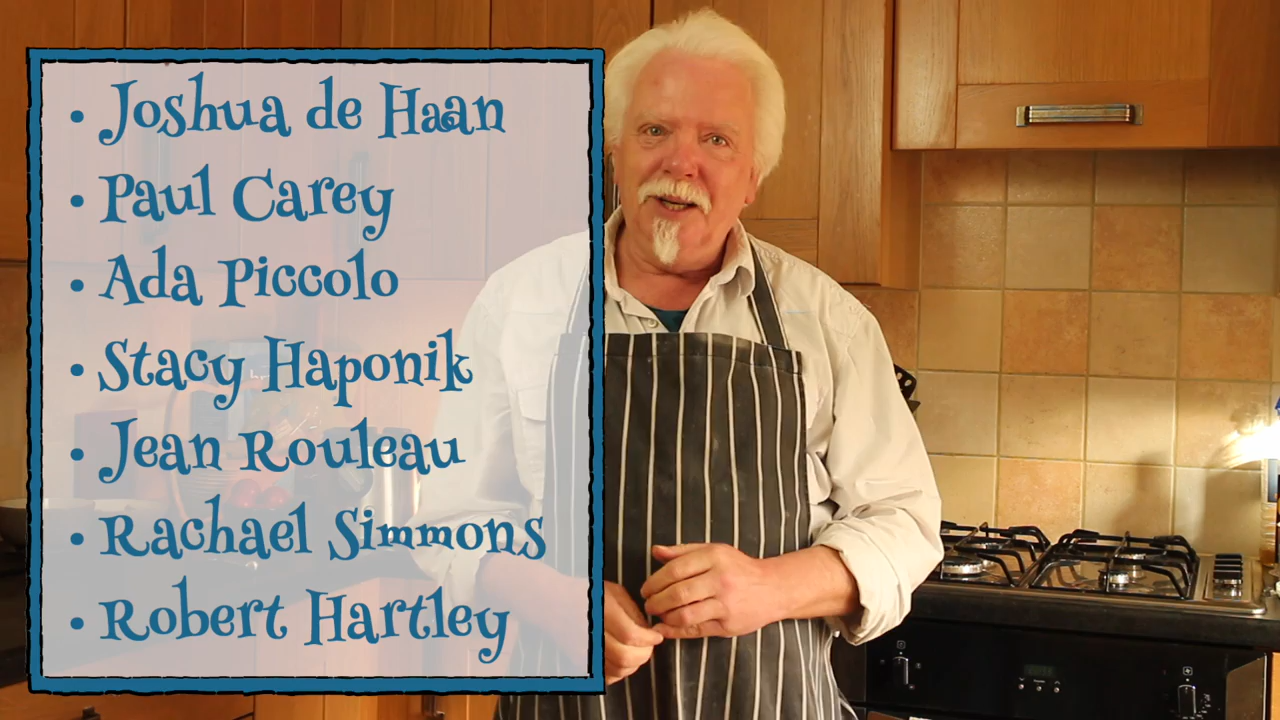 • Joshua de Haan
• Paul Carey
• Ada Piccolo
• Stacy Haponik
• Jean Rouleau
• Rachael Simmons
• Robert Hartley